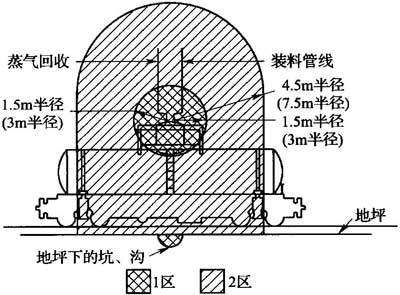 蒸气回收
装料管线
4.5m半径
(7.5m半径)
1.5m半径
(3m半径)
1.5m半径
(3m半径)
地坪
地坪下的坑、沟
1区
2区